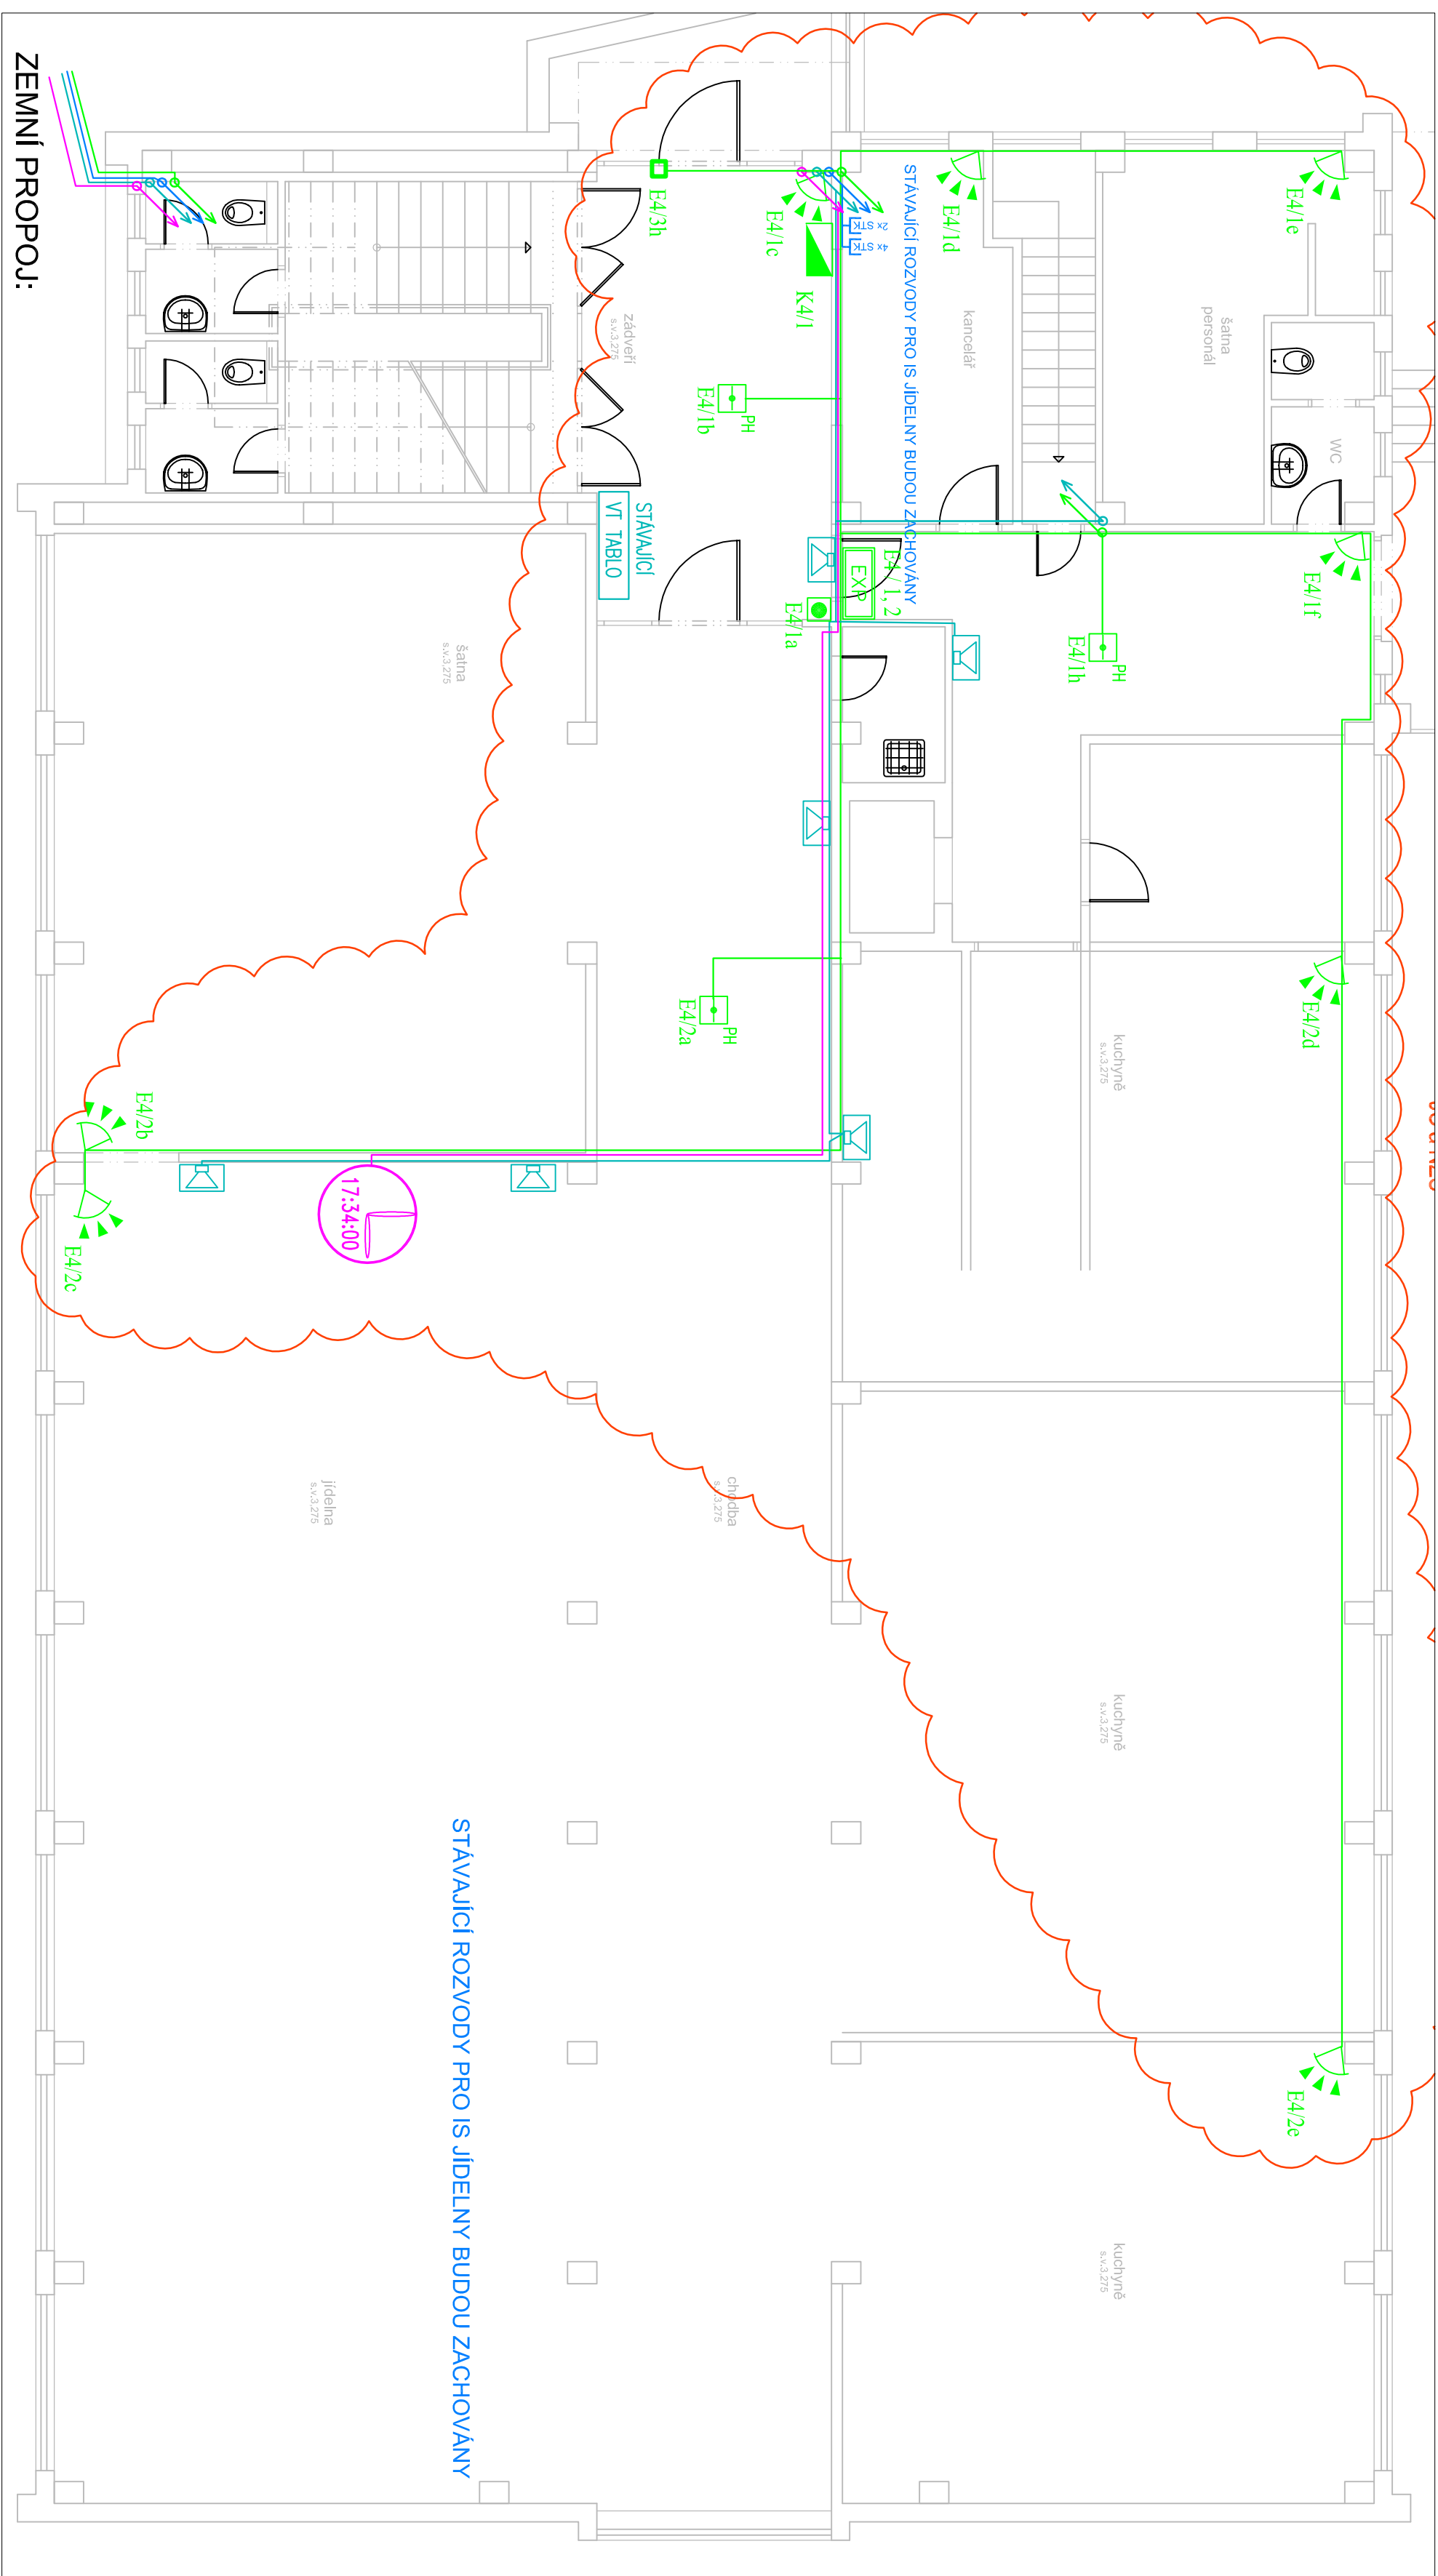 E4/1e
E4/1d
STÁVAJÍCÍ ROZVODY PRO IS JÍDELNY BUDOU ZACHOVÁNY
2x STK
4x STK
E4/1c
K4/1
E4/3h
ZEMNÍ PROPOJ:
šatna
personál
kancelář
WC
zádveří
s.v.3.275
PH
E4/1b
STÁVAJÍCÍ
VT TABLO
E4 / 1, 2
EXP
E4/1a
E4/1f
PH
E4/1h
šatna
s.v.3.275
E4/2d
kuchyně
s.v.3.275
PH
E4/2a
E4/2b
17:34:00
E4/2c
chodba
s.v.3.275
jídelna
s.v.3.275
kuchyně
s.v.3.275
STÁVAJÍCÍ ROZVODY PRO IS JÍDELNY BUDOU ZACHOVÁNY
E4/2e
kuchyně
s.v.3.275